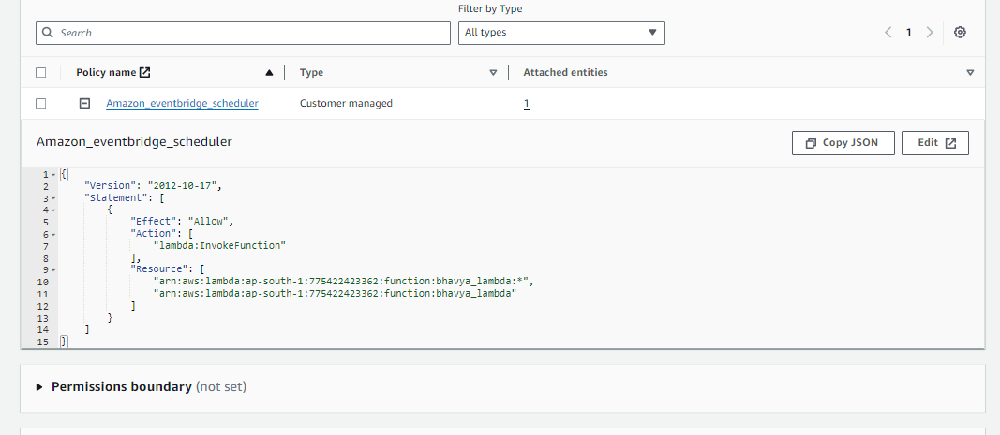 Filter by Type
Search
All types
1
Policy name
Type
Attached entities
Amazon_eventbridge_scheduler
Customer managed
1
Amazon_eventbridge_scheduler
Copy JSON
Edit
1 {
2 "Version": "2012-10-17",
3 "Statement": [
4 {
5 "Effect": "Allow",
6 "Action": [
7 "lambda:InvokeFunction"
8 ],
9 "Resource": [
10 "arn:aws:lambda:ap-south-1:775422423362:function:bhavya_lambda:*",
11 "arn:aws:lambda:ap-south-1:775422423362:function:bhavya_lambda"
12 ]
13 }
14 ]
15 }
Permissions boundary (not set)